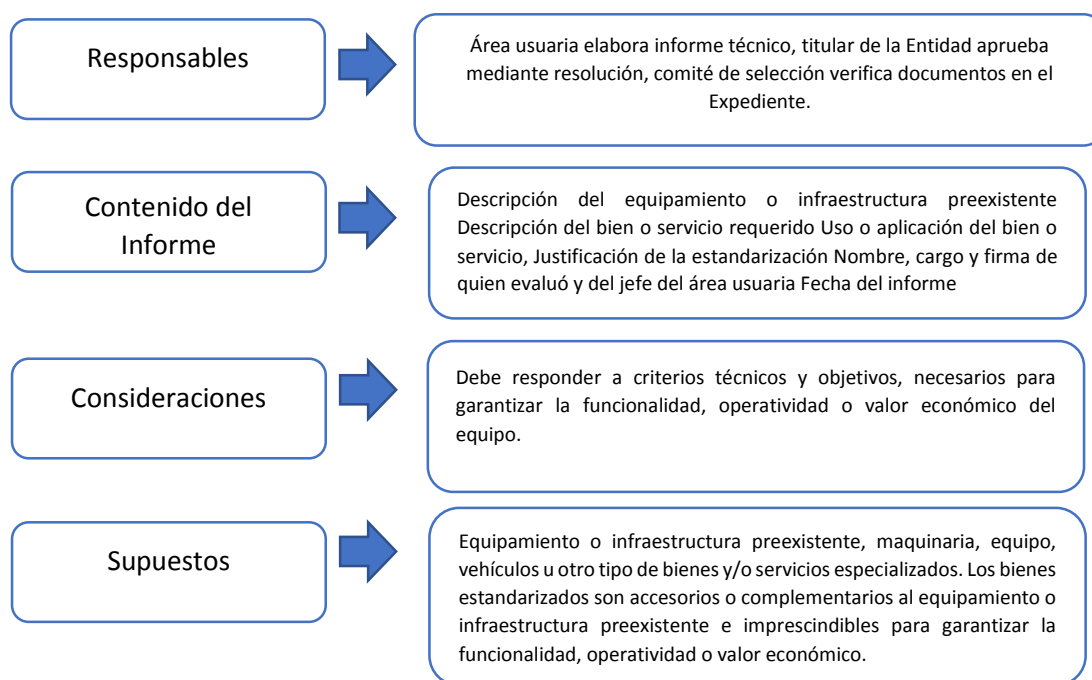 Responsables
Área usuaria elabora informe técnico, titular de la Entidad aprueba
mediante resolución, comité de selección verifica documentos en el
Expediente.
Contenido del
Informe
Descripción del equipamiento o infraestructura preexistente
Descripción del bien o servicio requerido Uso o aplicación del bien o
servicio, Justificación de la estandarización Nombre, cargo y firma de
quien evaluó y del jefe del área usuaria Fecha del informe
Consideraciones
Debe responder a criterios técnicos y objetivos, necesarios para
garantizar la funcionalidad, operatividad o valor económico del
equipo.
Supuestos
Equipamiento o infraestructura preexistente, maquinaria, equipo,
vehículos u otro tipo de bienes y/o servicios especializados. Los bienes
estandarizados son accesorios o complementarios al equipamiento o
infraestructura preexistente e imprescindibles para garantizar la
funcionalidad, operatividad o valor económico.